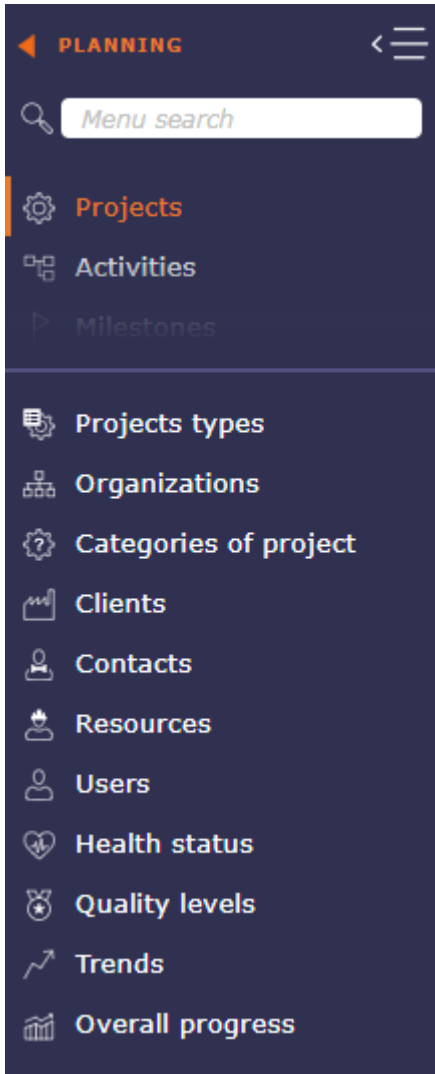 PLANNING
Menu search
Projects
Activities
Milestones
Projects types
Organizations
Categories of project
Clients
Contacts
Resources
Users
Health status
Quality levels
Trends
Overall progress